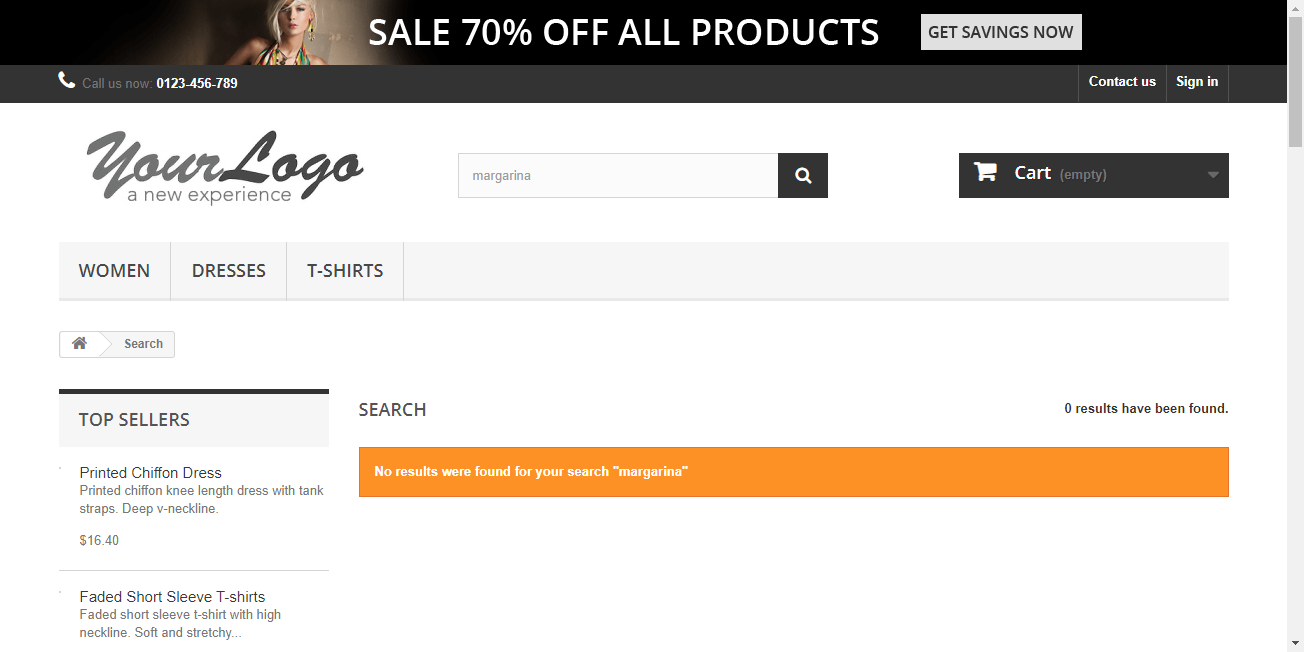 SALE 70% OFF ALL PRODUCTS
GET SAVINGS NOW
Call us now: 0123-456-789
Contact us
Sign in
YourLogo
a new experience
margarina
Cart (empty)
WOMEN
DRESSES
T-SHIRTS
Search
TOP SELLERS
Printed Chiffon Dress
Printed chiffon knee length dress with tank
straps. Deep v-neckline.
$16.40
Faded Short Sleeve T-shirts
Faded short sleeve t-shirt with high
neckline. Soft and stretchy...
SEARCH
0 results have been found.
No results were found for your search "margarina"